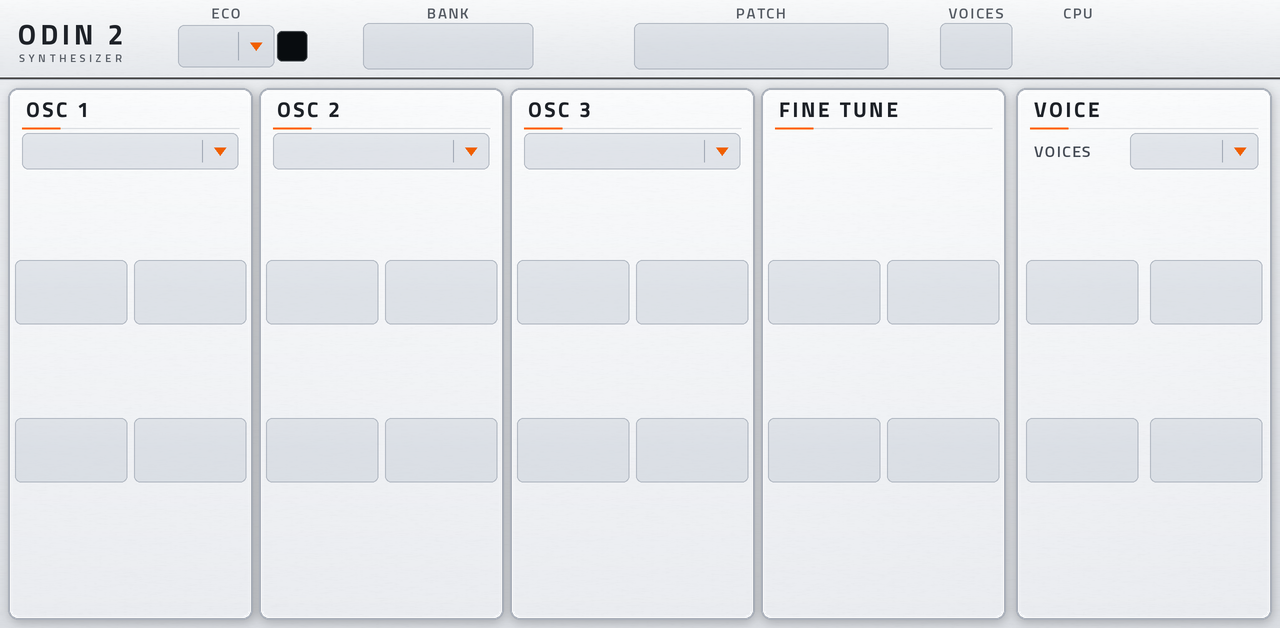 ECO
BANK
PATCH
VOICES
CPU
ODIN 2
SYNTHESIZER
OSC 1
OSC 2
OSC 3
FINE TUNE
VOICE
VOICES